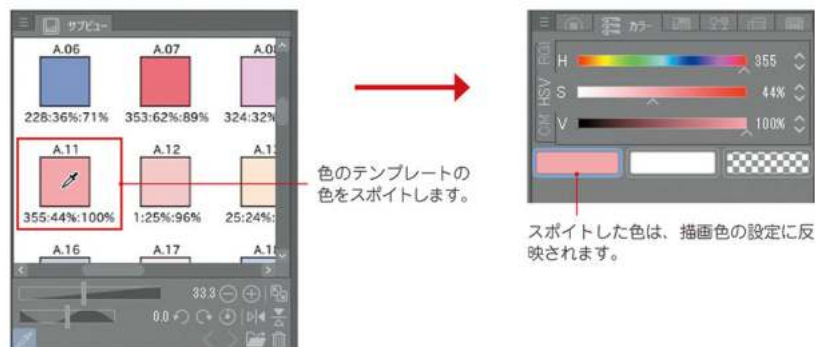 サブビュー
A.06 A.07 A.0
228:36%:71% 353:62%:89% 324:32%
A.11 A.12 A.1
355:44%:100% 1:25%:96% 25:24%:
A.16 A.17 A.1
33.3
0.0
色のテンプレートの
色をスポイトします。
カラー
H 355
S 44%
V 100%
HSV
スポイトした色は、描画色の設定に反
映されます。